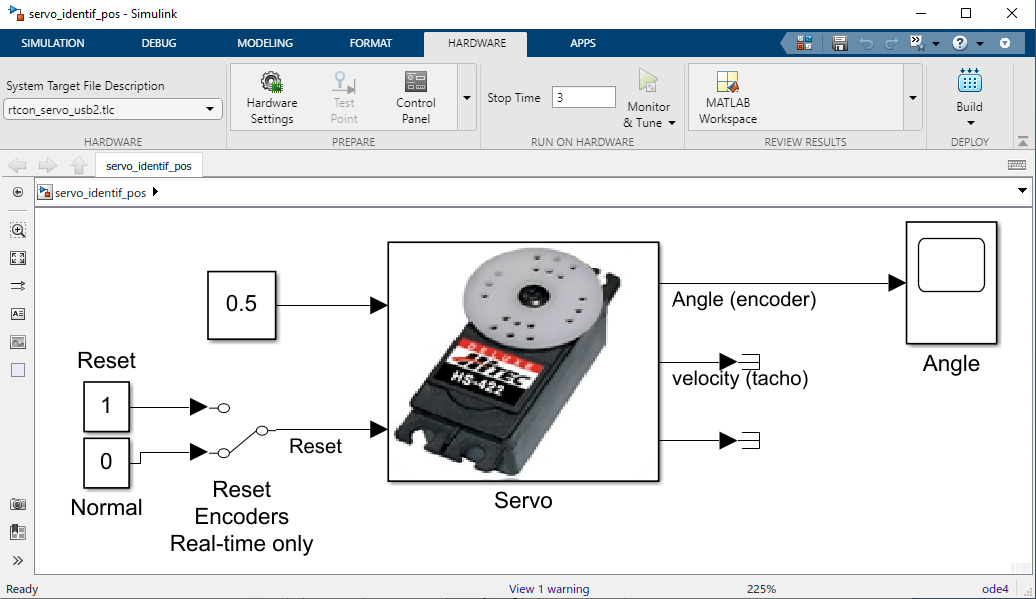 servo_identif_pos - Simulink
SIMULATION
DEBUG
MODELING
FORMAT
HARDWARE
APPS
System Target File Description
rtcon_servo_usb2.tlc
HARDWARE
Hardware
Settings
Test
Point
Control
Panel
PREPARE
Stop Time
3
Monitor
& Tune
RUN ON HARDWARE
MATLAB
Workspace
REVIEW RESULTS
Build
DEPLOY
servo_identif_pos
servo_identif_pos
0.5
Reset
1
0
Normal
Reset
Encoders
Real-time only
Reset
DELUXE
HITEC
HS-422
Servo
Angle (encoder)
velocity (tacho)
Angle
Ready
View 1 warning
225%
ode4